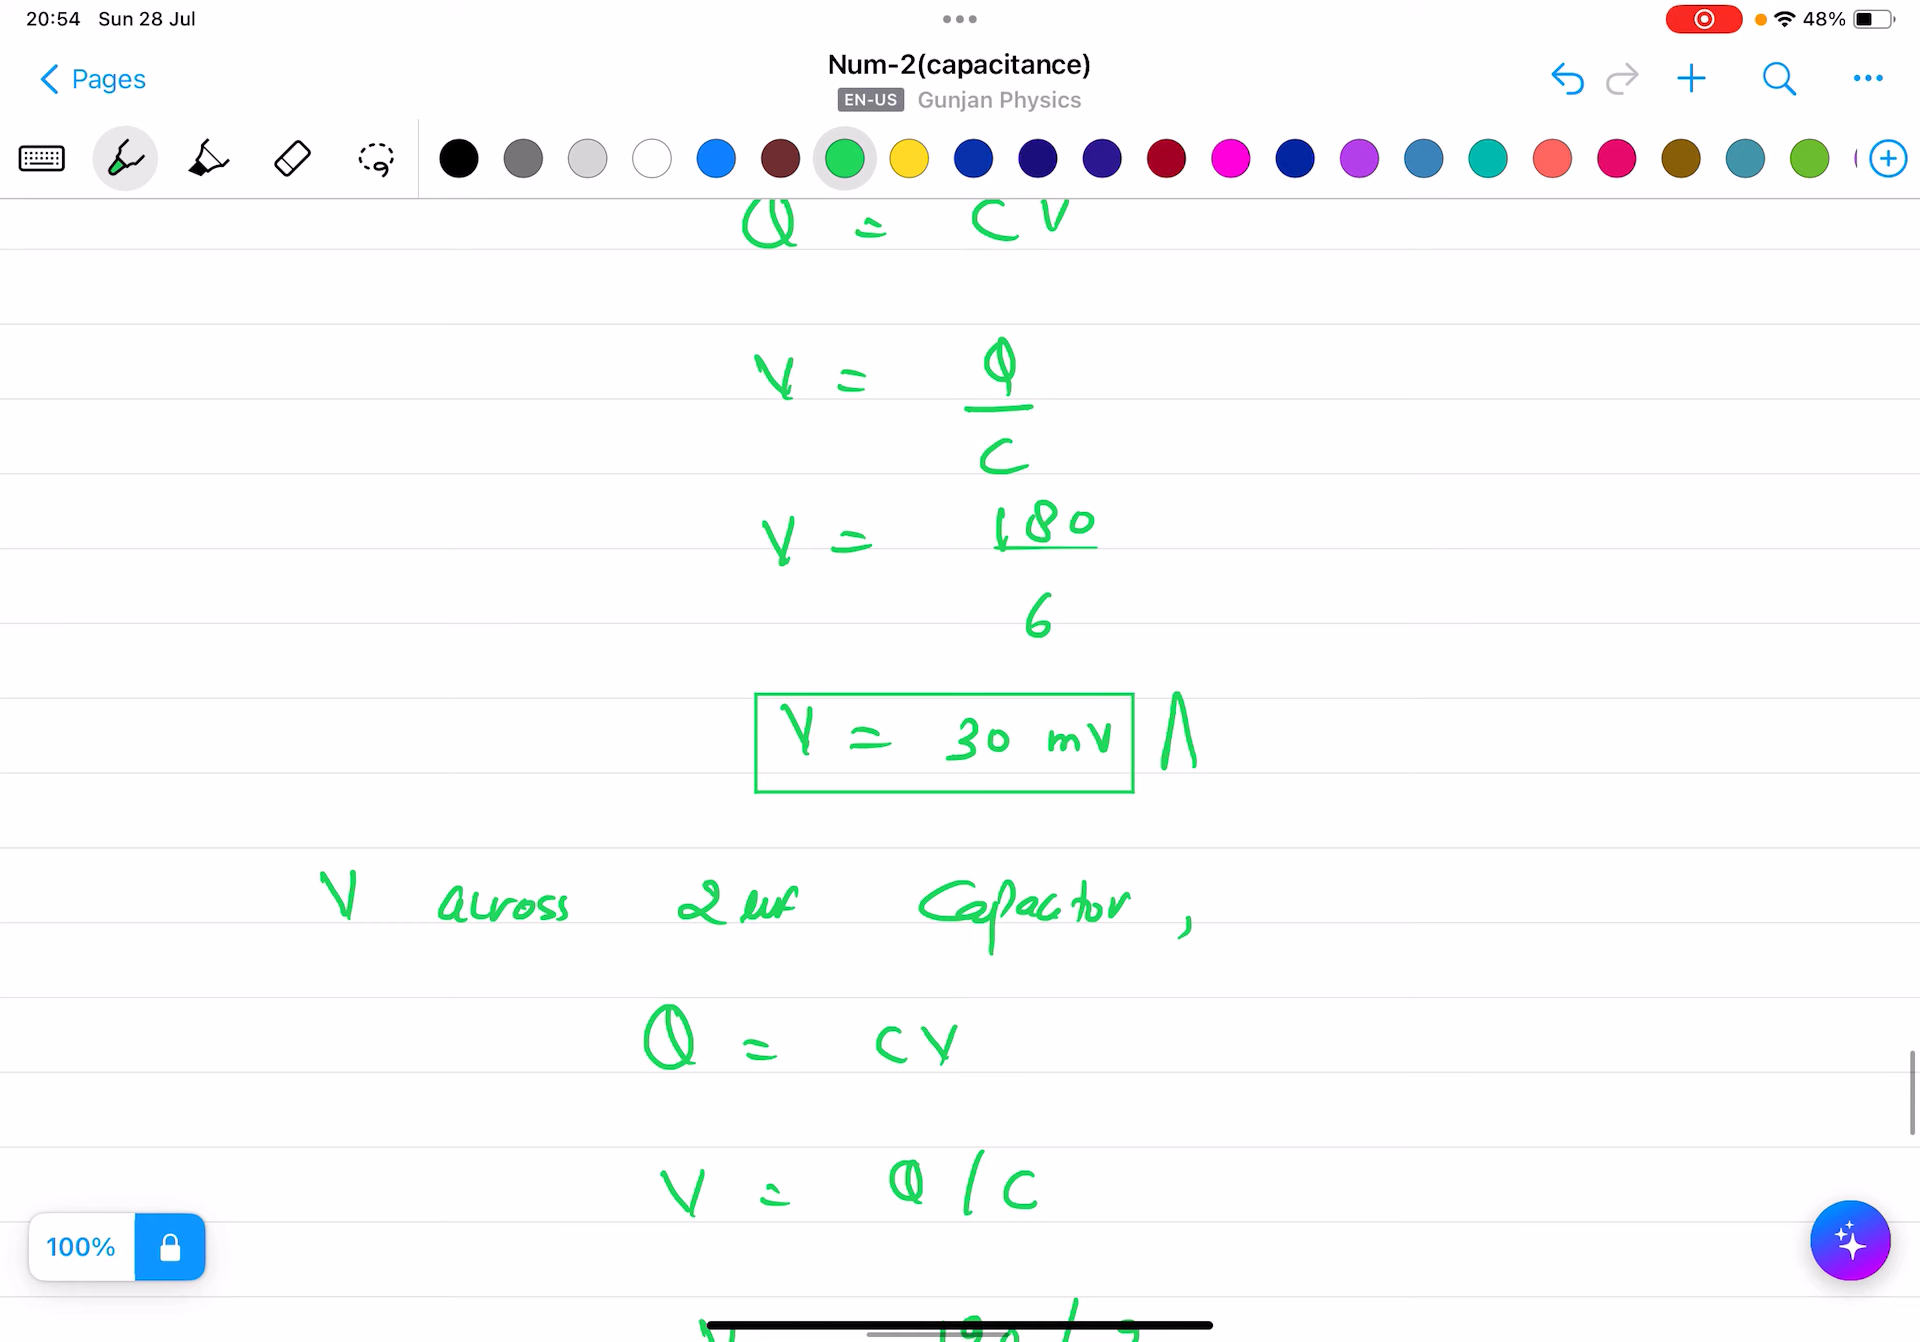 20:54 Sun 28 Jul
48%
Pages
Num-2(capacitance)
EN-US Gunjan Physics
Q = CV
V = Q
C
V = 180
6
V = 30 mV
V across 2 uf Capacitor,
Q = CV
V = Q/C
100%